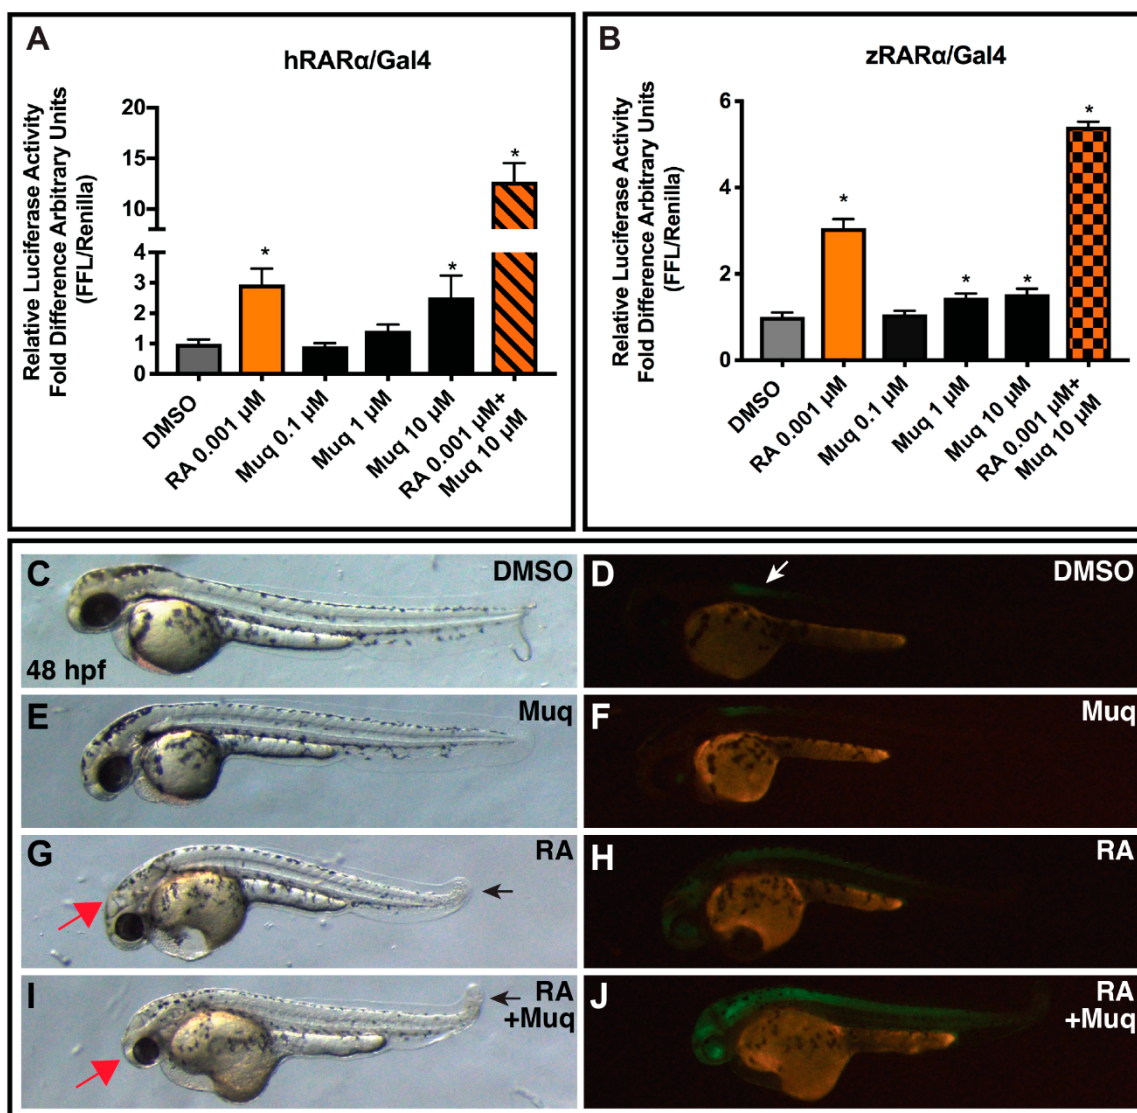 A
hRARα/Gal4
Relative Luciferase Activity
Fold Difference Arbitrary Units
(FFL/Renilla)
20
15
10
4
3
2
1
0
DMSO
RA 0.001 µM
Muq 0.1 µM
Muq 1 µM
Muq 10 µM
RA 0.001 µM+
Muq 10 µM
*
*
*
B
zRARα/Gal4
Relative Luciferase Activity
Fold Difference Arbitrary Units
(FFL/Renilla)
6
4
2
0
DMSO
RA 0.001 µM
Muq 0.1 µM
Muq 1 µM
Muq 10 µM
RA 0.001 µM+
Muq 10 µM
*
*
*
*
C
DMSO
48 hpf
D
DMSO
E
Muq
F
Muq
G
RA
H
RA
I
RA
+Muq
J
RA
+Muq